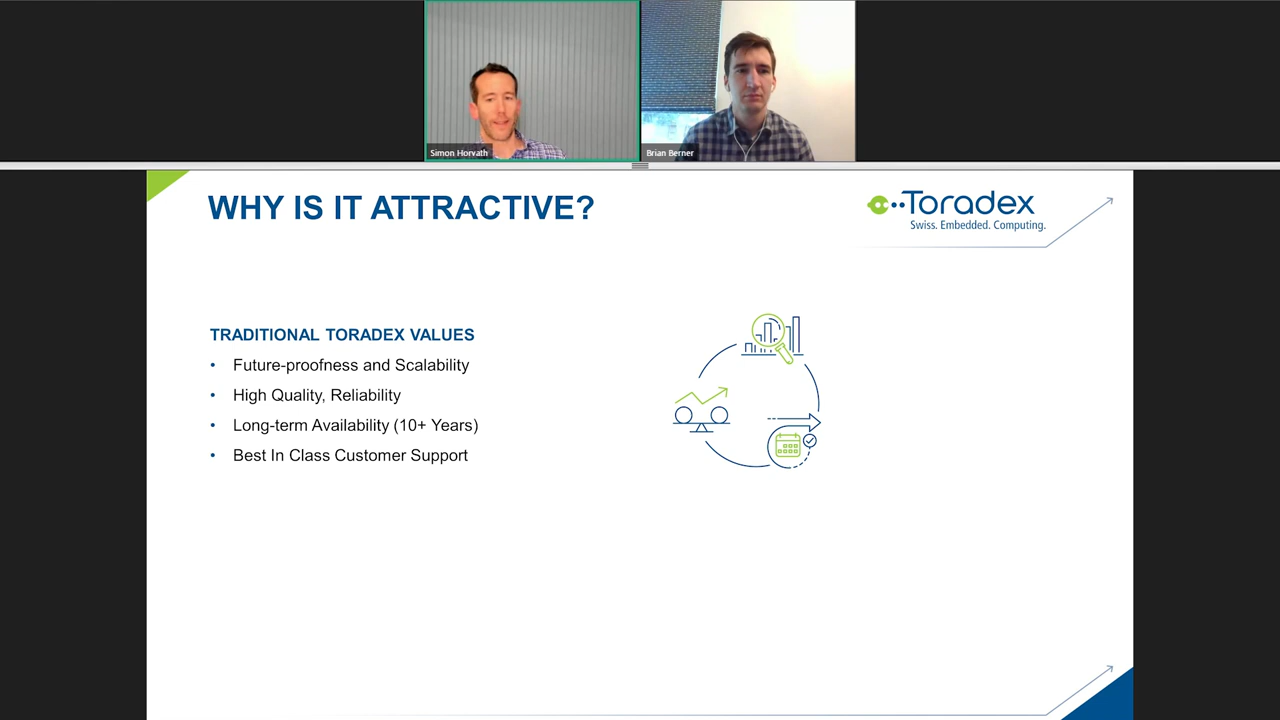 Simon Horvath
Brian Berner
WHY IS IT ATTRACTIVE?
Toradex
Swiss. Embedded. Computing.
TRADITIONAL TORADEX VALUES
• Future-proofness and Scalability
• High Quality, Reliability
• Long-term Availability (10+ Years)
• Best In Class Customer Support